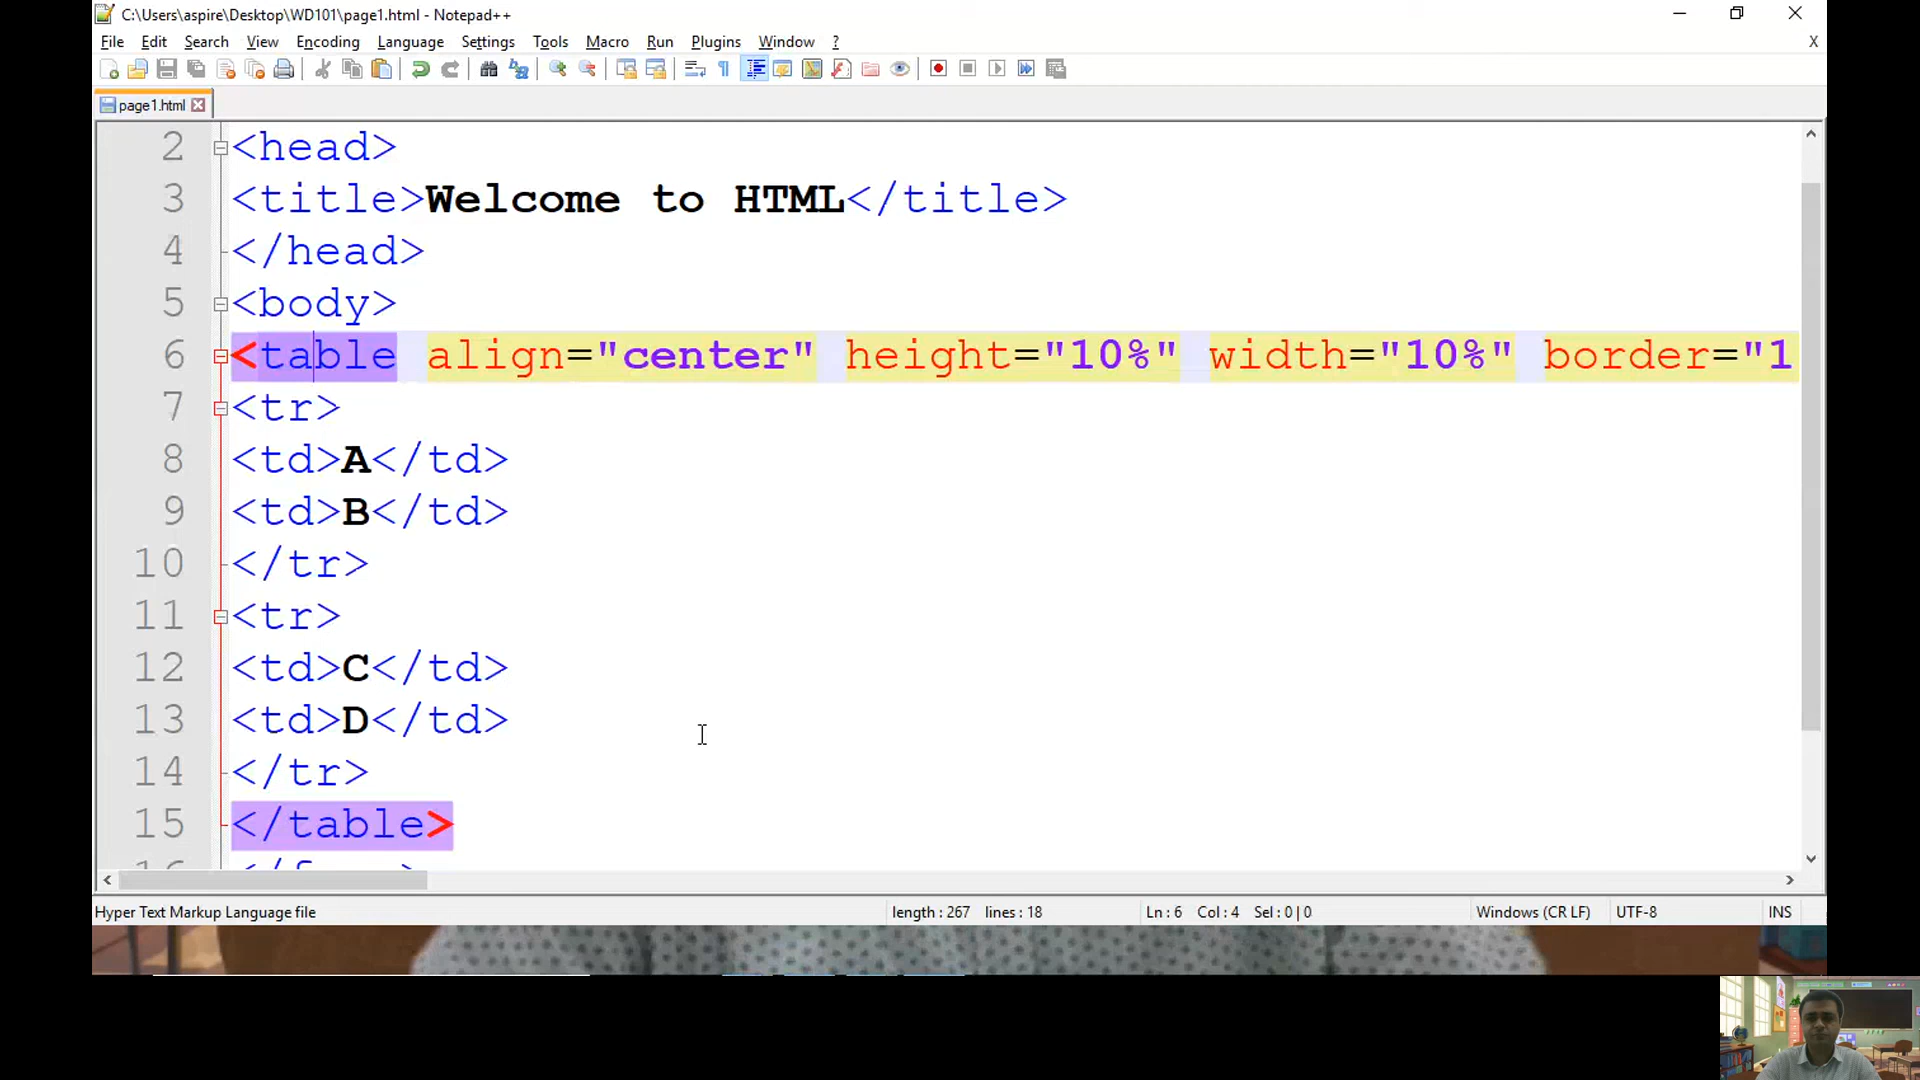 C:\Users\aspire\Desktop\WD101\page1.html - Notepad++
File Edit Search View Encoding Language Settings Tools Macro Run Plugins Window ? X
page1.html
2 <head>
3 <title>Welcome to HTML</title>
4 </head>
5 <body>
6 <table align="center" height="10%" width="10%" border="1
7 <tr>
8 <td>A</td>
9 <td>B</td>
10 </tr>
11 <tr>
12 <td>C</td>
13 <td>D</td>
14 </tr>
15 </table>
Hyper Text Markup Language file length : 267 lines : 18 Ln : 6 Col : 4 Sel : 0 | 0 Windows (CR LF) UTF-8 INS